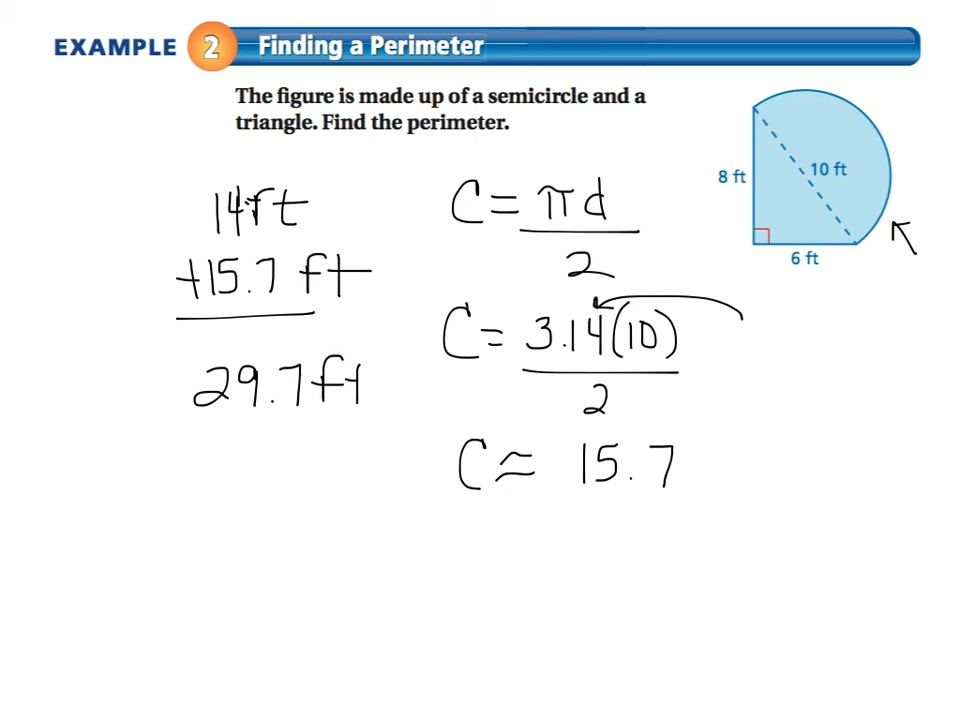 EXAMPLE 2 Finding a Perimeter
The figure is made up of a semicircle and a
triangle. Find the perimeter.
8 ft
10 ft
6 ft
14ft
+15.7 ft
29.7ft
C = πd
2
C = 3.14(10)
2
C ≈ 15.7